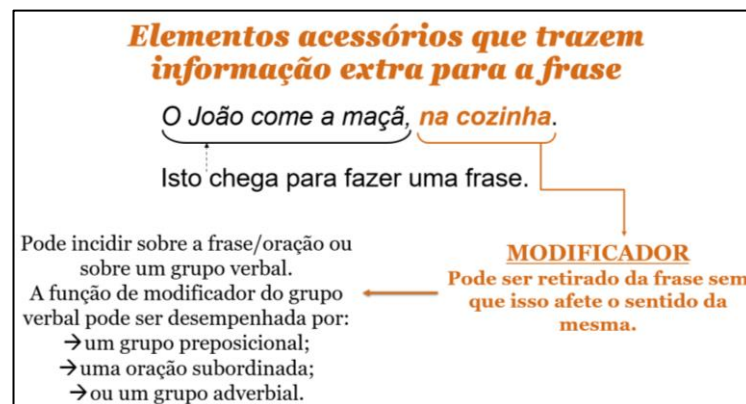 Elementos acessórios que trazem
informação extra para a frase
O João come a maçã, na cozinha.
Isto chega para fazer uma frase.
MODIFICADOR
Pode ser retirado da frase sem
que isso afete o sentido da
mesma.
Pode incidir sobre a frase/oração ou
sobre um grupo verbal.
A função de modificador do grupo
verbal pode ser desempenhada por:
→um grupo preposicional;
→uma oração subordinada;
→ou um grupo adverbial.